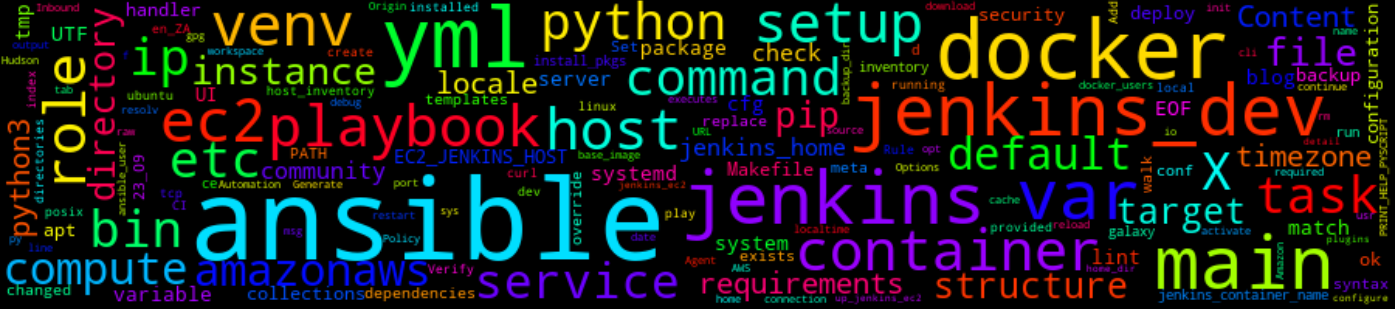 tmp
Inbound
handler
Origin
installed
python
setup
download
security
Add
deploy
init
Content
name
configuration
UTF
en_ZA
gpg
venv
yml
Set
package
check
docker
cli
file
output
Hudson
directory
ip
workspace
create
install_pkgs
backup_dir
d
blog
backup
continue
index
role
tab
instance
locale
server
command
inventory
running
docker_users
local
ubuntu
UI
host_inventory
templates
linux
executes
cfg
resolv
debug
replace
pip
source
jenkins_dev
EOF
rm
python3
directories
raw
ec2
playbook
host
URL
jenkins_home
Rule
opt
io
run
detail
etc
PATH
EC2_JENKINS_HOST
base_image
default
X
timezone
ansible_user
23_09
community
curl
systemd
Makefile
meta
Options
walk
conf
required
PRINT_HELP_PYSCRIPT
ce
Automation
Generate
port
dev
jenkins_ec2
tcp
CI
ansible
override
jenkins
cache
var
task
posix
restart
sys
play
target
usr
apt
bin
msg
Policy
date
localtime
provided
reload
galaxy
activate
match
plugins
py
line
system
exists
container
lint
main
Amazon
ok
compute
amazonaws
Verify
service
Agent
AWS
requirements
home_dir
structure
syntax
changed
variable
collections
dependencies
home
connection
up_jenkins_ec2
jenkins_container_name
configure